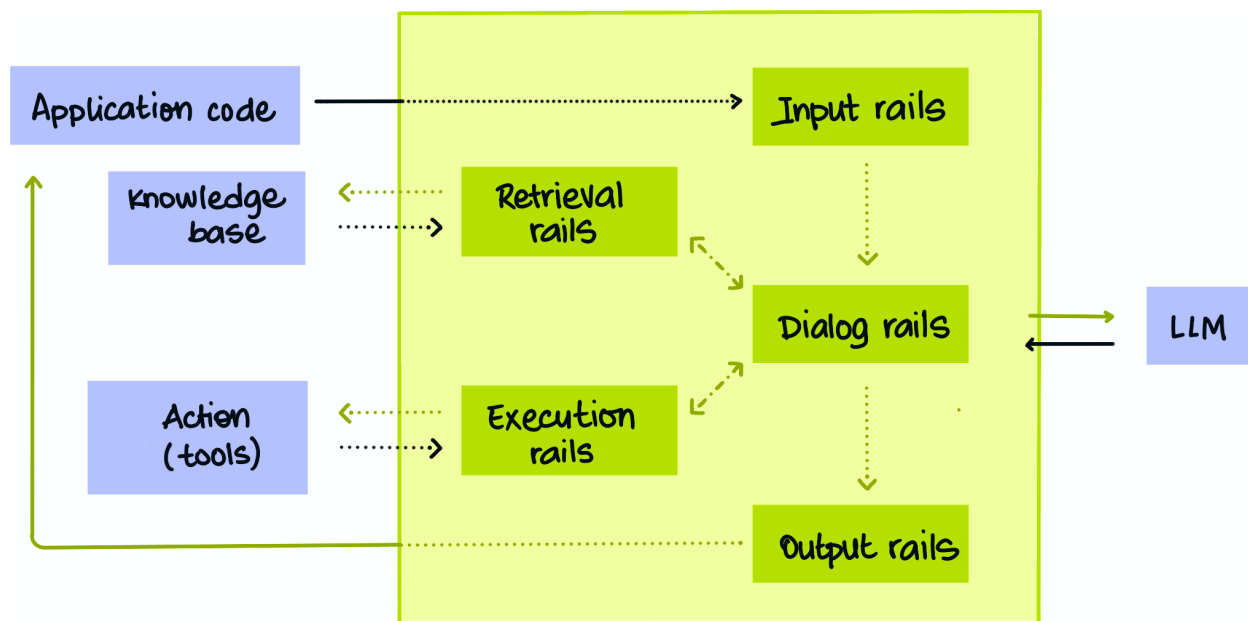 Application code
Input rails
Knowledge
base
Retrieval
rails
Dialog rails
LLM
Action
(tools)
Execution
rails
Output rails